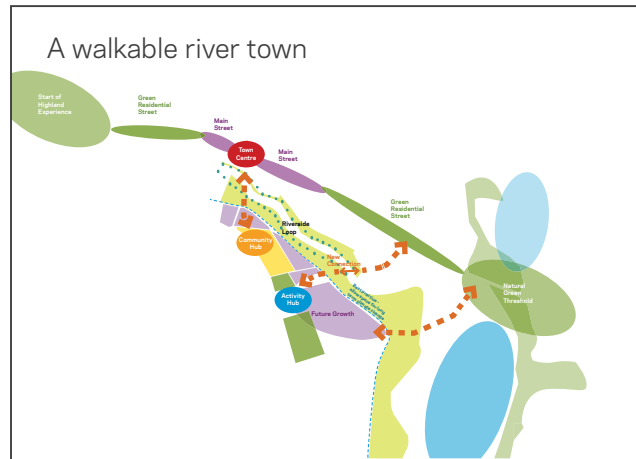 A walkable river town
Start of
Highland
Experience
Green
Residential
Street
Main
Street
Town
Centre
Main
Street
Green
Residential
Street
Riverside
Loop
Community
Hub
New
Connection
Activity
Hub
Future Growth
Natural
Green
Threshold